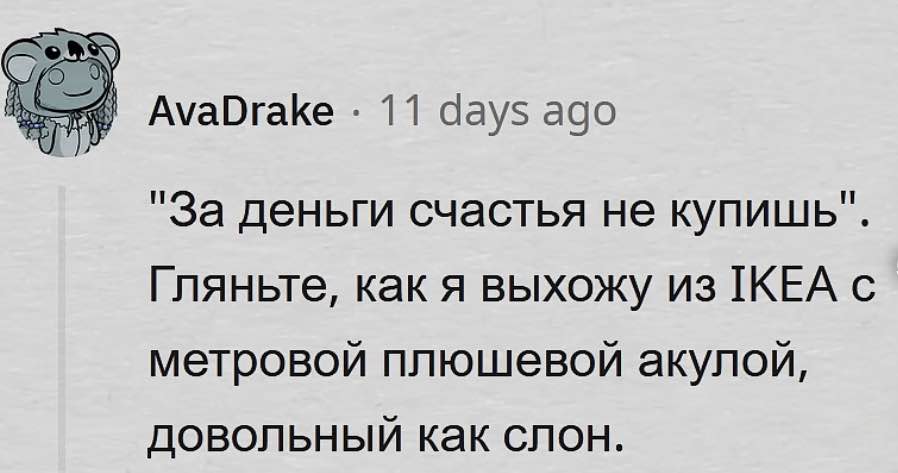 AvaDrake · 11 days ago
"За деньги счастья не купишь".
Гляньте, как я выхожу из IKEA с
метровой плюшевой акулой,
довольный как слон.